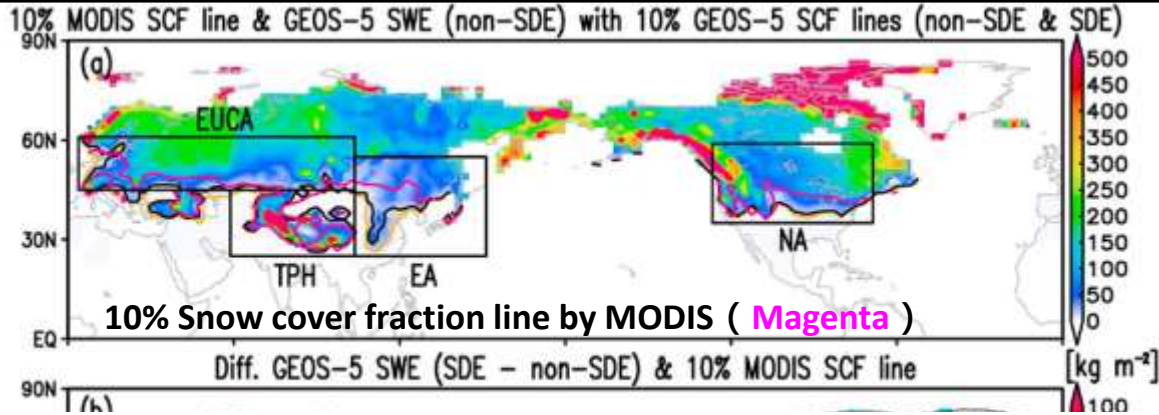 10% MODIS SCF line & GEOS-5 SWE (non-SDE) with 10% GEOS-5 SCF lines (non-SDE & SDE)
90N
(a)
500
450
EUCA
400
60N
350
300
250
200
30N
NA
150
TPH
EA
100
50
10% Snow cover fraction line by MODIS ( Magenta )
0
EQ
Diff. GEOS-5 SWE (SDE - non-SDE) & 10% MODIS SCF line
[kg m⁻²]
90N
(b)
100